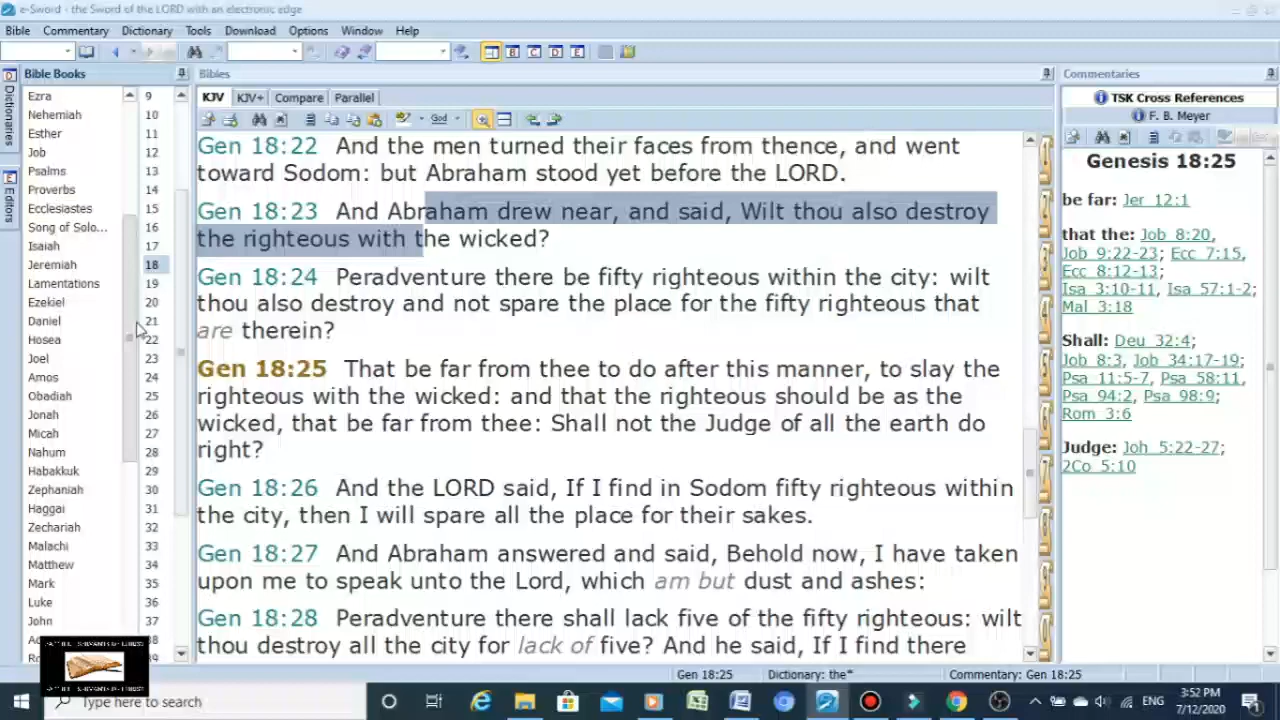 e-Sword - the Sword of the LORD with an electronic edge
Bible Commentary Dictionary Tools Download Options Window Help
Bible Books
Bibles
Commentaries
Dictionaries
Editors
Ezra
Nehemiah
Esther
Job
Psalms
Proverbs
Ecclesiastes
Song of Solo...
Isaiah
Jeremiah
Lamentations
Ezekiel
Daniel
Hosea
Joel
Amos
Obadiah
Jonah
Micah
Nahum
Habakkuk
Zephaniah
Haggai
Zechariah
Malachi
Matthew
Mark
Luke
John
9
10
11
12
13
14
15
16
17
18
19
20
21
22
23
24
25
26
27
28
29
30
31
32
33
34
35
36
37
38
39
KJV KJV+ Compare Parallel
God
Gen 18:22 And the men turned their faces from thence, and went
toward Sodom: but Abraham stood yet before the LORD.
Gen 18:23 And Abraham drew near, and said, Wilt thou also destroy
the righteous with the wicked?
Gen 18:24 Peradventure there be fifty righteous within the city: wilt
thou also destroy and not spare the place for the fifty righteous that
are therein?
Gen 18:25 That be far from thee to do after this manner, to slay the
righteous with the wicked: and that the righteous should be as the
wicked, that be far from thee: Shall not the Judge of all the earth do
right?
Gen 18:26 And the LORD said, If I find in Sodom fifty righteous within
the city, then I will spare all the place for their sakes.
Gen 18:27 And Abraham answered and said, Behold now, I have taken
upon me to speak unto the Lord, which am but dust and ashes:
Gen 18:28 Peradventure there shall lack five of the fifty righteous: wilt
thou destroy all the city for lack of five? And he said, If I find there
TSK Cross References
F. B. Meyer
Genesis 18:25
be far: Jer 12:1
that the: Job 8:20,
Job 9:22-23; Ecc 7:15,
Ecc 8:12-13;
Isa 3:10-11, Isa 57:1-2;
Mal 3:18
Shall: Deu 32:4;
Job 8:3, Job 34:17-19;
Psa 11:5-7, Psa 58:11,
Psa 94:2, Psa 98:9;
Rom 3:6
Judge: Joh 5:22-27;
2Co 5:10
Gen 18:25 Dictionary: the* Commentary: Gen 18:25
Type here to search
ENG
3:52 PM
7/12/2020